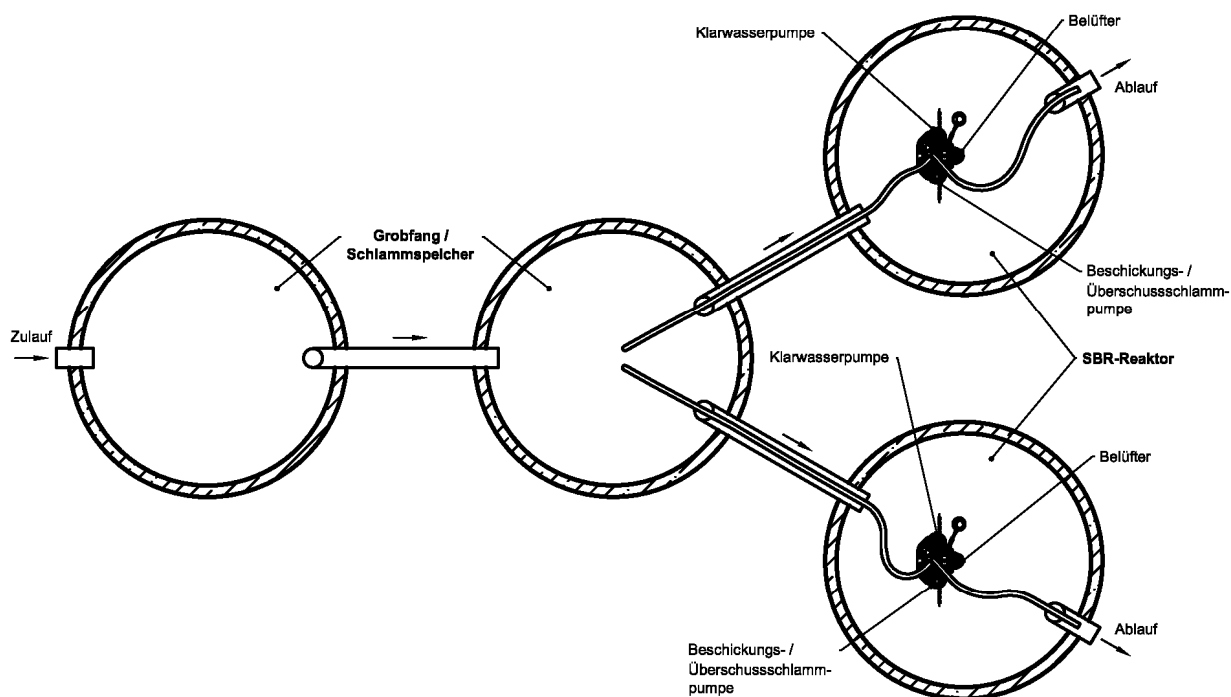 Klarwasserpumpe
Belüfter
Ablauf
Grobfang /
Schlammspeicher
Zulauf
Beschickungs- /
Überschussschlamm-
pumpe
Klarwasserpumpe
SBR-Reaktor
Belüfter
Ablauf
Beschickungs- /
Überschussschlamm-
pumpe